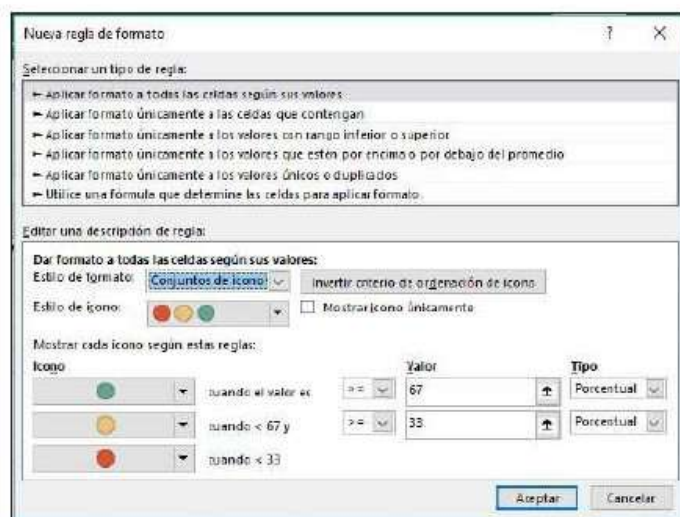 Nueva regla de formato ? X
Seleccionar un tipo de regla:
► Aplicar formato a todas las celdas según sus valores
► Aplicar formato únicamente a las celdas que contengan
► Aplicar formato únicamente a los valores con rango inferior o superior
► Aplicar formato únicamente a los valores que estén por encima o por debajo del promedio
► Aplicar formato únicamente a los valores únicos o duplicados
► Utilice una fórmula que determine las celdas para aplicar formato.
Editar una descripción de regla:
Dar formato a todas las celdas según sus valores:
Estilo de formato: Conjuntos de icono Invertir criterio de ordenación de icono
Estilo de icono: Mostrar icono únicamente
Mostrar cada icono según estas reglas:
Icono Valor Tipo
cuando el valor es >= 67 Porcentual
cuando < 67 y >= 33 Porcentual
cuando < 33
Aceptar Cancelar